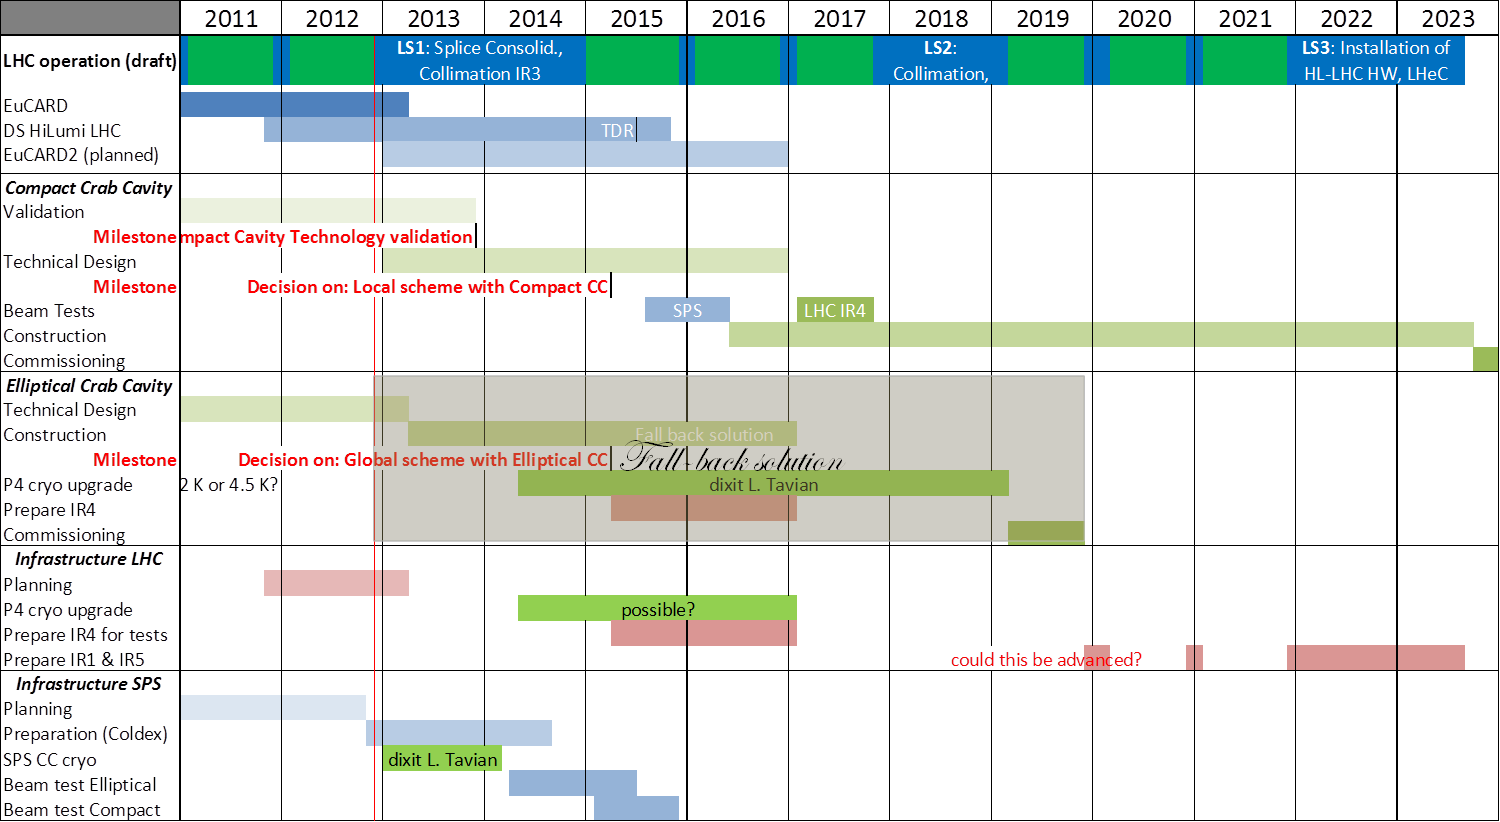 2011 2012 2013 2014 2015 2016 2017 2018 2019 2020 2021 2022 2023
LHC operation (draft)
LS1: Splice Consolid.,
Collimation IR3
LS2:
Collimation,
LS3: Installation of
HL-LHC HW, LHeC
EuCARD
DS HiLumi LHC TDR
EuCARD2 (planned)
Compact Crab Cavity
Validation
Milestone mpact Cavity Technology validation
Technical Design
Milestone Decision on: Local scheme with Compact CC
Beam Tests SPS LHC IR4
Construction
Commissioning
Elliptical Crab Cavity
Technical Design
Construction Fall back solution
Milestone Decision on: Global scheme with Elliptical CC Fall-back solution
P4 cryo upgrade 2 K or 4.5 K? dixit L. Tavian
Prepare IR4
Commissioning
Infrastructure LHC
Planning
P4 cryo upgrade possible?
Prepare IR4 for tests
Prepare IR1 & IR5 could this be advanced?
Infrastructure SPS
Planning
Preparation (Coldex)
SPS CC cryo dixit L. Tavian
Beam test Elliptical
Beam test Compact